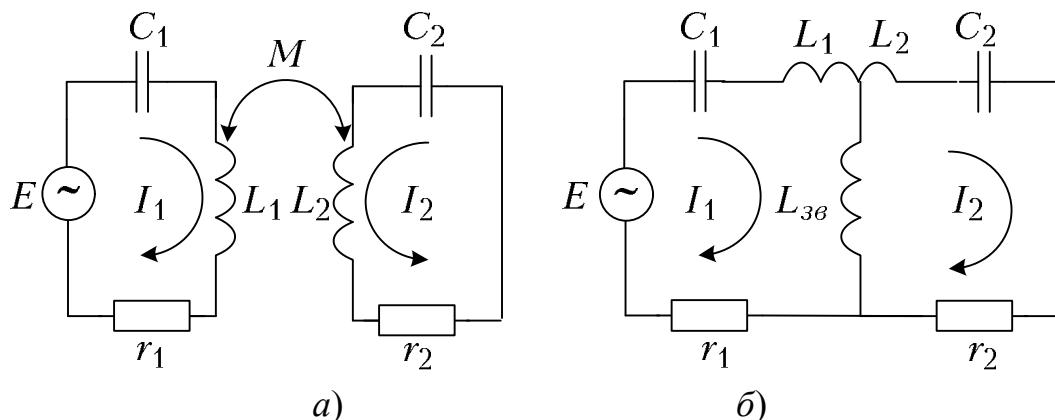 C1 M C2 C1 L1 L2 C2
E ~ I1 L1 L2 I2 E ~ I1 Lзв I2
r1 r2 r1 r2
а) б)